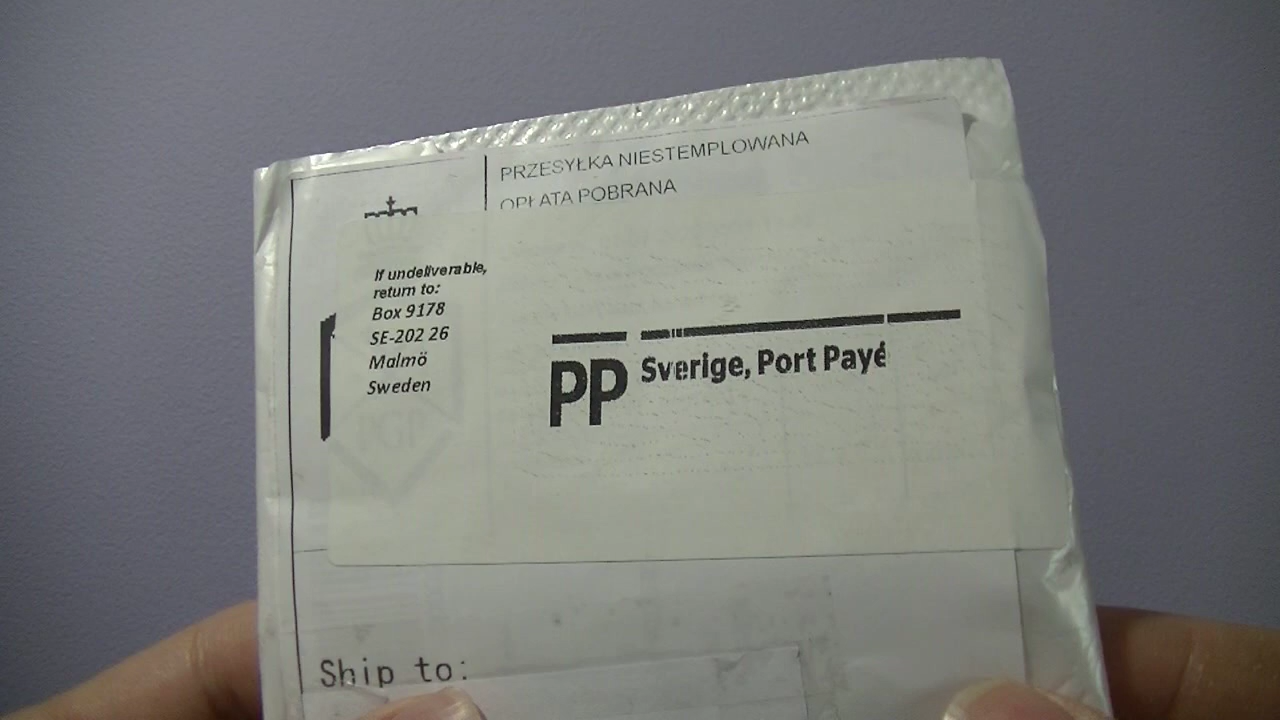 PRZESYŁKA NIESTEMPLOWANA
OPŁATA POBRANA
If undeliverable,
return to:
Box 9178
SE-202 26
Malmö
Sweden
PP Sverige, Port Payé
Ship to: